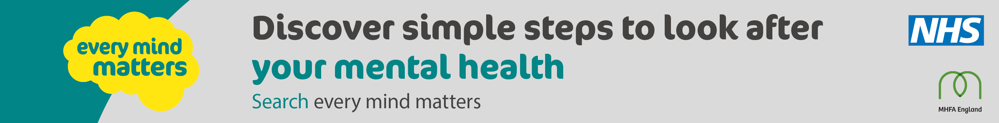 every mind
matters
Discover simple steps to look after
your mental health
Search every mind matters
NHS
MHFA England